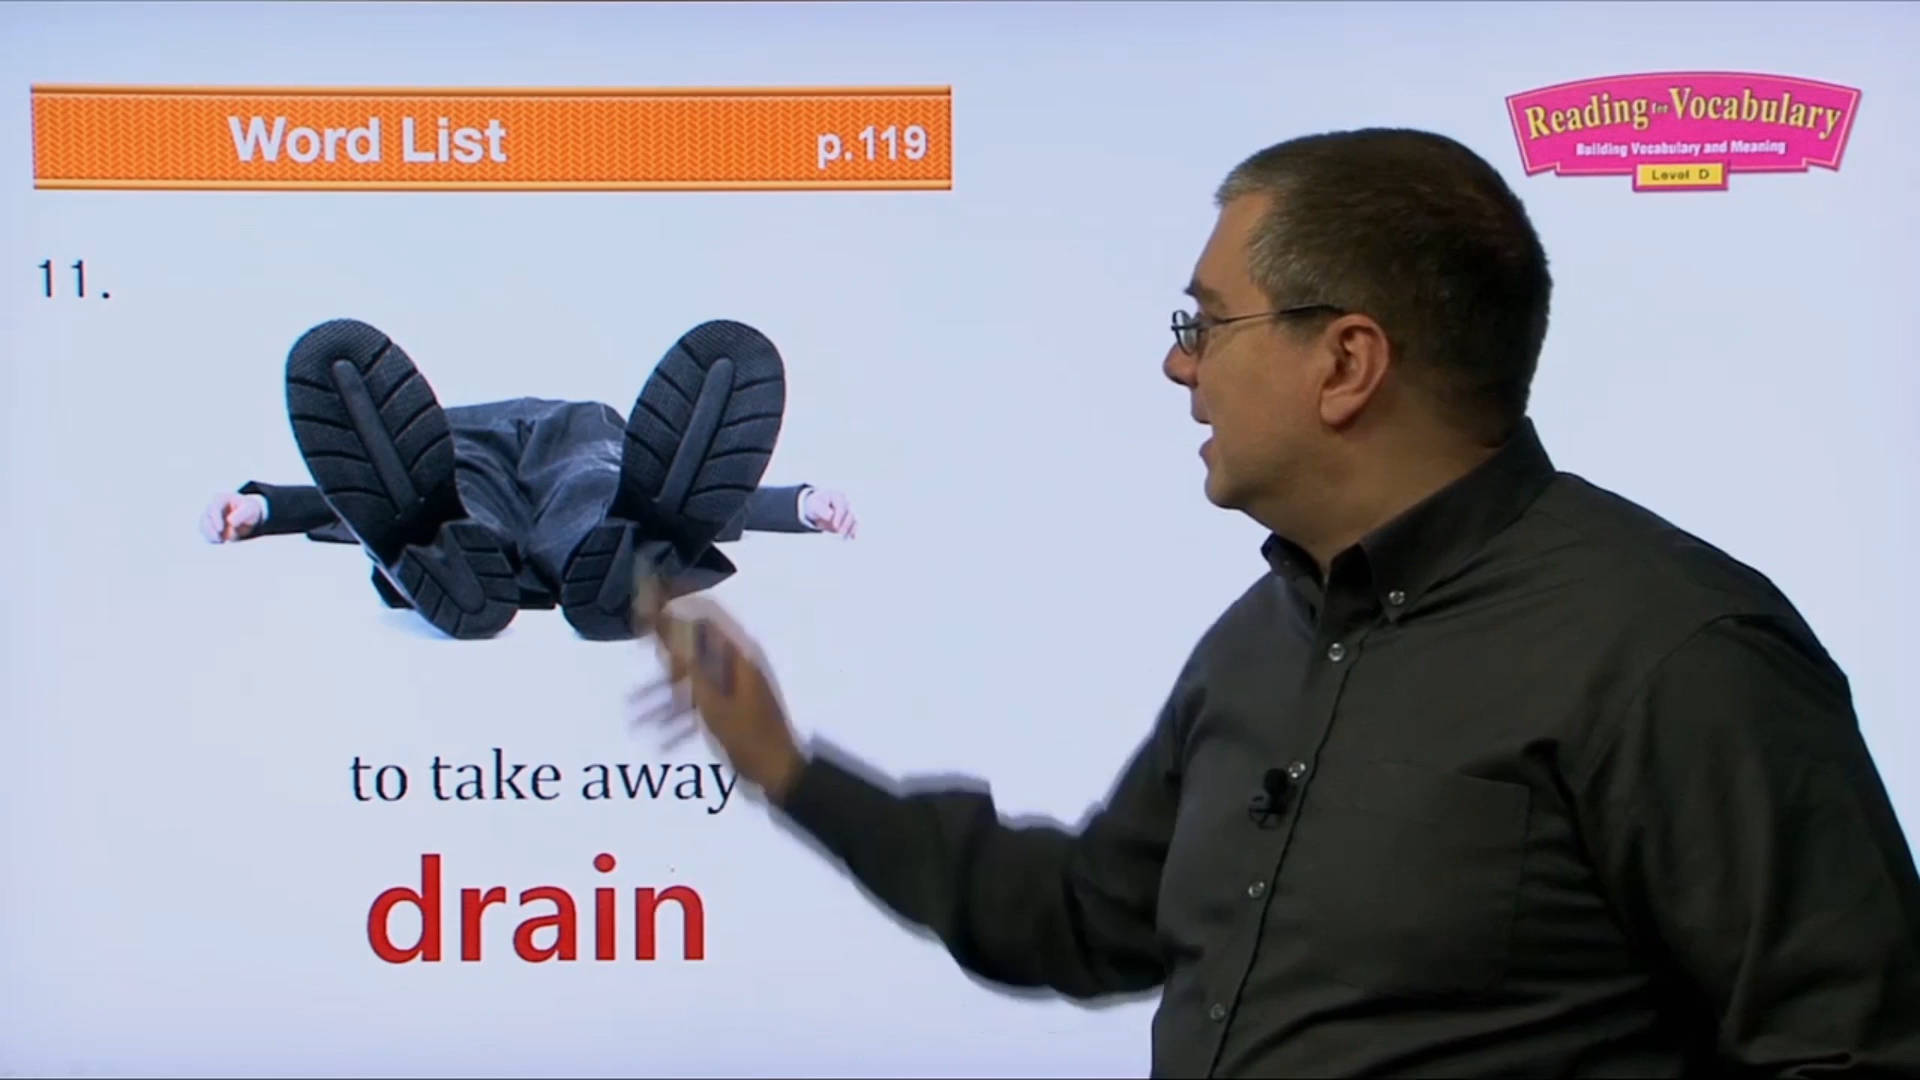 Word List
p.119
Reading for Vocabulary
Building Vocabulary and Meaning
Level D
11.
to take away
drain